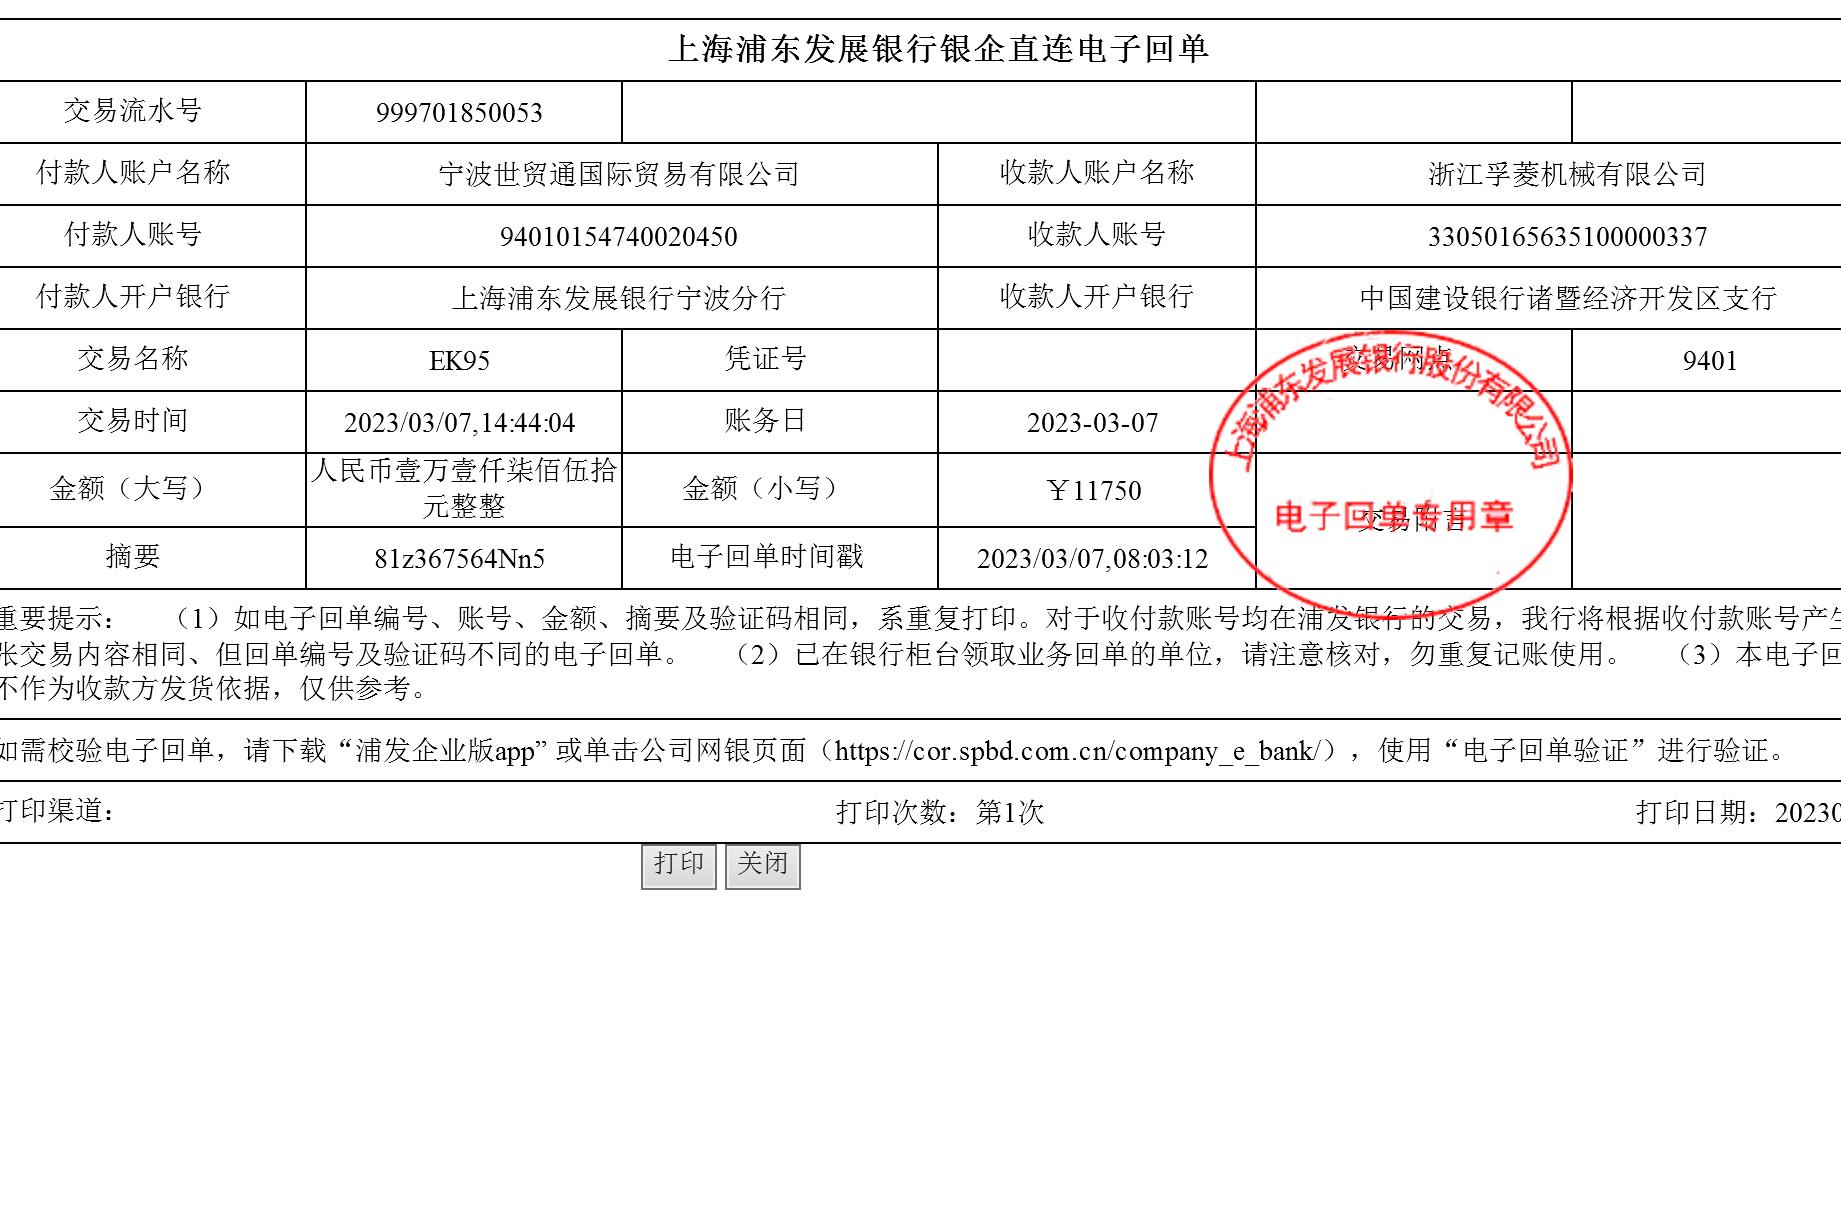 上海浦东发展银行银企直连电子回单
交易流水号 999701850053
付款人账户名称 宁波世贸通国际贸易有限公司 收款人账户名称 浙江孚菱机械有限公司
付款人账号 94010154740020450 收款人账号 33050165635100000337
付款人开户银行 上海浦东发展银行宁波分行 收款人开户银行 中国建设银行诸暨经济开发区支行
交易名称 EK95 凭证号 交易网点 9401
上海浦东发展银行股份有限公司
交易时间 2023/03/07,14:44:04 账务日 2023-03-07
金额（大写） 人民币壹万壹仟柒佰伍拾
元整整 金额（小写） ￥11750
电子回单专用章
交易附言
摘要 81z367564Nn5 电子回单时间戳 2023/03/07,08:03:12
重要提示： （1）如电子回单编号、账号、金额、摘要及验证码相同，系重复打印。对于收付款账号均在浦发银行的交易，我行将根据收付款账号产生
账交易内容相同、但回单编号及验证码不同的电子回单。 （2）已在银行柜台领取业务回单的单位，请注意核对，勿重复记账使用。 （3）本电子回
不作为收款方发货依据，仅供参考。
如需校验电子回单，请下载“浦发企业版app” 或单击公司网银页面（https://cor.spbd.com.cn/company_e_bank/），使用“电子回单验证”进行验证。
打印渠道： 打印次数：第1次 打印日期：20230
打印 关闭